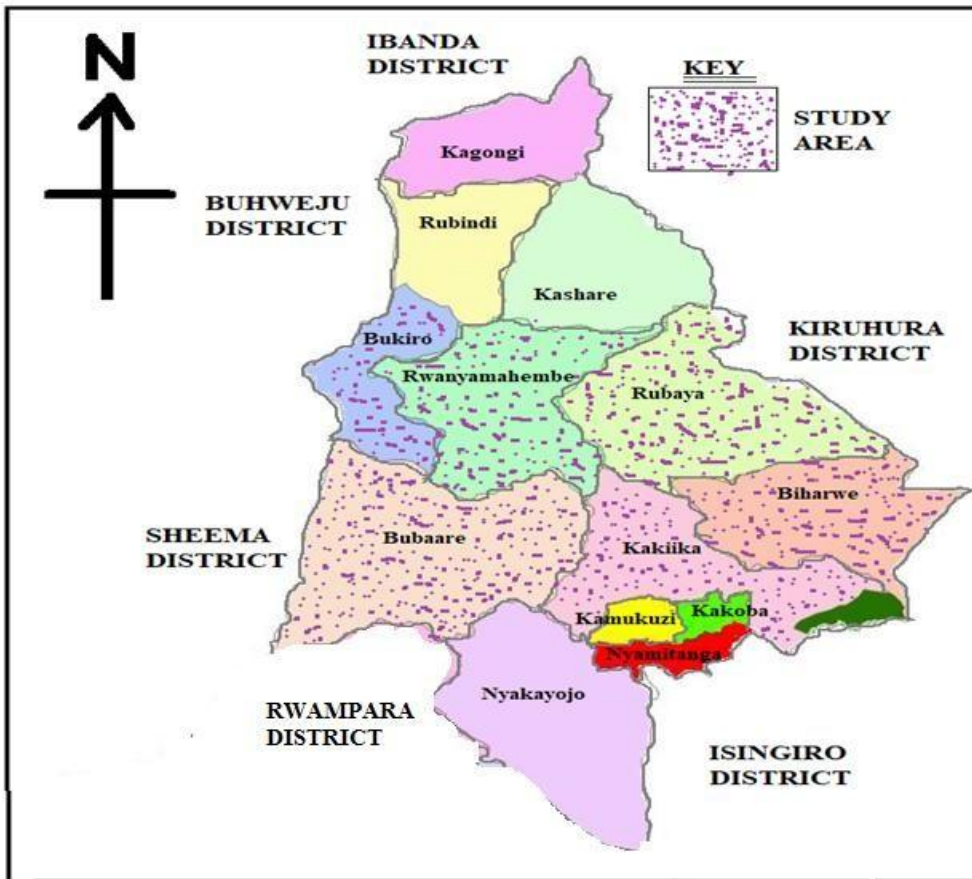 N
IBANDA
DISTRICT
KEY
STUDY
AREA
Kagongi
BUHWEJU
DISTRICT
Rubindi
Kashare
KIRUHURA
DISTRICT
Bukiro
Rwanyamahembe
Rubaya
Biharwe
SHEEMA
DISTRICT
Bubaare
Kakiika
Kamukuzi
Kakoba
Nyamitanga
Nyakayojo
RWAMPARA
DISTRICT
ISINGIRO
DISTRICT